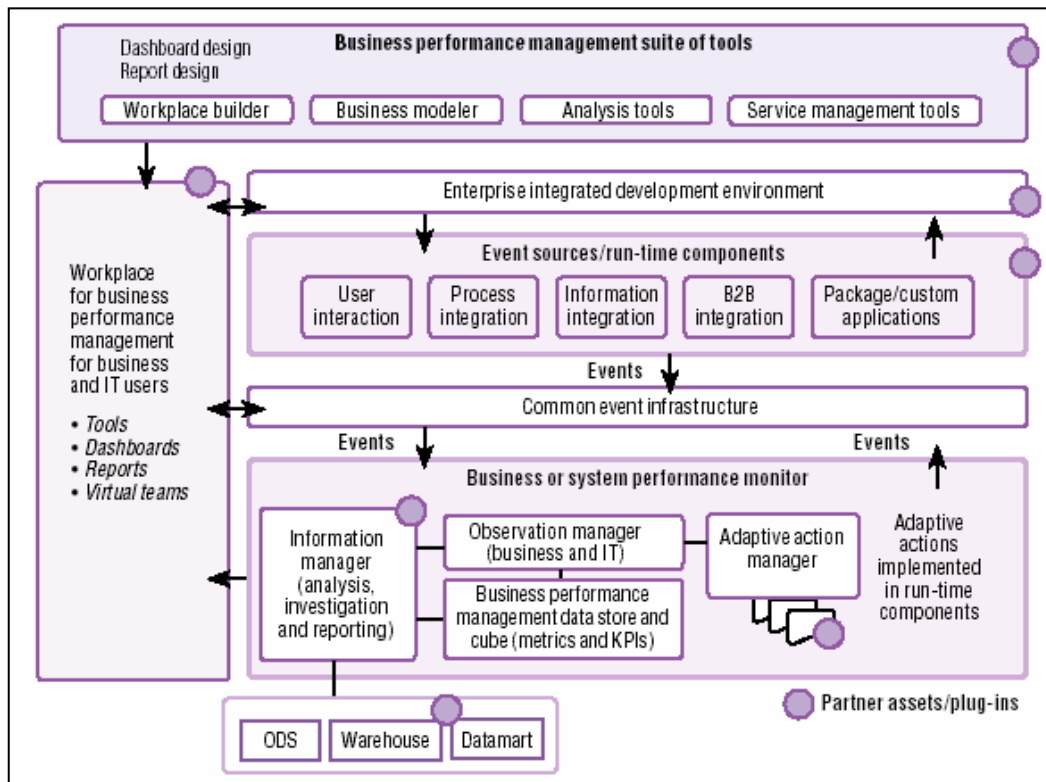 Business performance management suite of tools
Dashboard design
Report design
Workplace builder
Business modeler
Analysis tools
Service management tools
Enterprise integrated development environment
Event sources/run-time components
User
interaction
Process
integration
Information
integration
B2B
integration
Package/custom
applications
Workplace
for business
performance
management
for business
and IT users
• Tools
• Dashboards
• Reports
• Virtual teams
Events
Common event infrastructure
Events
Events
Business or system performance monitor
Information
manager
(analysis,
investigation
and reporting)
Observation manager
(business and IT)
Business performance
management data store and
cube (metrics and KPIs)
Adaptive action
manager
Adaptive
actions
implemented
in run-time
components
Partner assets/plug-ins
ODS
Warehouse
Datamart